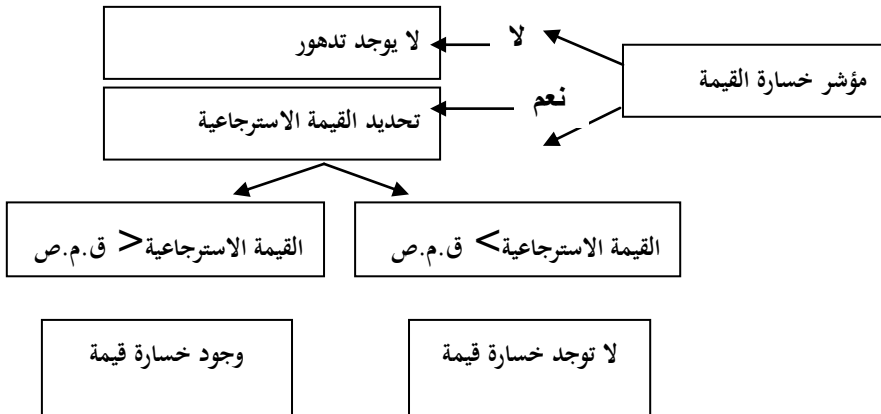 مؤشر خسارة القيمة
لا
لا يوجد تدهور
نعم
تحديد القيمة الاسترجاعية
القيمة الاسترجاعية< ق.م.ص
القيمة الاسترجاعية> ق.م.ص
لا توجد خسارة قيمة
وجود خسارة قيمة